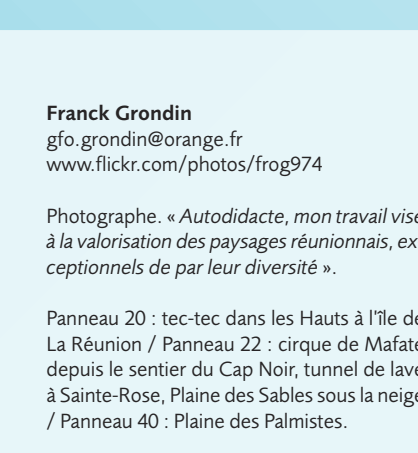 Franck Grondin
gfo.grondin@orange.fr
www.flickr.com/photos/frog974
Photographe. « Autodidacte, mon travail vise
à la valorisation des paysages réunionnais, ex-
ceptionnels de par leur diversité ».
Panneau 20 : tec-tec dans les Hauts à l'île de
La Réunion / Panneau 22 : cirque de Mafate
depuis le sentier du Cap Noir, tunnel de lave
à Sainte-Rose, Plaine des Sables sous la neige
/ Panneau 40 : Plaine des Palmistes.